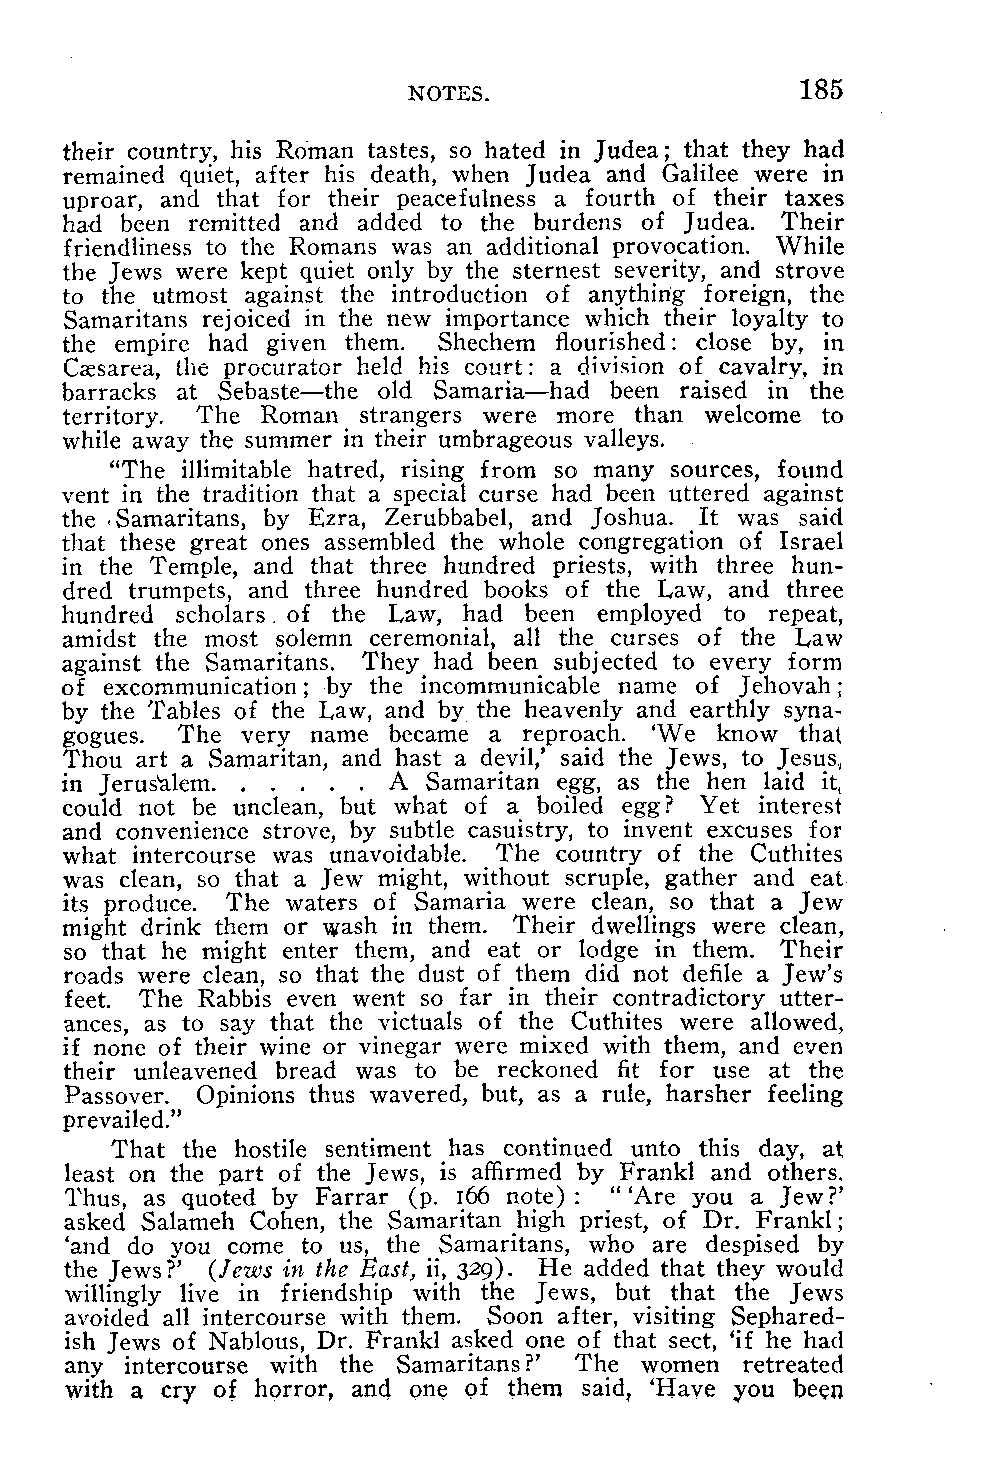 NOTES. 185
their country, his Roman tastes, so hated in Judea; that they had
remained quiet, after his death, when Judea and Galilee were in
uproar, and that for their peacefulness a fourth of their taxes
had been remitted and added to the burdens of Judea. Their
friendliness to the Romans was an additional provocation. While
the Jews were kept quiet only by the sternest severity, and strove
to the utmost against the introduction of anything foreign, the
Samaritans rejoiced in the new importance which their loyalty to
the empire had given them. Shechem flourished: close by, in
Cæsarea, the procurator held his court: a division of cavalry, in
barracks at Sebaste—the old Samaria—had been raised in the
territory. The Roman strangers were more than welcome to
while away the summer in their umbrageous valleys.
"The illimitable hatred, rising from so many sources, found
vent in the tradition that a special curse had been uttered against
the Samaritans, by Ezra, Zerubbabel, and Joshua. It was said
that these great ones assembled the whole congregation of Israel
in the Temple, and that three hundred priests, with three hun-
dred trumpets, and three hundred books of the Law, and three
hundred scholars of the Law, had been employed to repeat,
amidst the most solemn ceremonial, all the curses of the Law
against the Samaritans. They had been subjected to every form
of excommunication; by the incommunicable name of Jehovah;
by the Tables of the Law, and by the heavenly and earthly syna-
gogues. The very name became a reproach. 'We know that
Thou art a Samaritan, and hast a devil,' said the Jews, to Jesus,
in Jerusalem. . . . . . . A Samaritan egg, as the hen laid it,
could not be unclean, but what of a boiled egg? Yet interest
and convenience strove, by subtle casuistry, to invent excuses for
what intercourse was unavoidable. The country of the Cuthites
was clean, so that a Jew might, without scruple, gather and eat
its produce. The waters of Samaria were clean, so that a Jew
might drink them or wash in them. Their dwellings were clean,
so that he might enter them, and eat or lodge in them. Their
roads were clean, so that the dust of them did not defile a Jew's
feet. The Rabbis even went so far in their contradictory utter-
ances, as to say that the victuals of the Cuthites were allowed,
if none of their wine or vinegar were mixed with them, and even
their unleavened bread was to be reckoned fit for use at the
Passover. Opinions thus wavered, but, as a rule, harsher feeling
prevailed."
That the hostile sentiment has continued unto this day, at
least on the part of the Jews, is affirmed by Frankl and others.
Thus, as quoted by Farrar (p. 166 note) : " 'Are you a Jew?'
asked Salameh Cohen, the Samaritan high priest, of Dr. Frankl;
'and do you come to us, the Samaritans, who are despised by
the Jews?' (Jews in the East, ii, 329). He added that they would
willingly live in friendship with the Jews, but that the Jews
avoided all intercourse with them. Soon after, visiting Sephared-
ish Jews of Nablous, Dr. Frankl asked one of that sect, 'if he had
any intercourse with the Samaritans?' The women retreated
with a cry of horror, and one of them said, 'Have you been